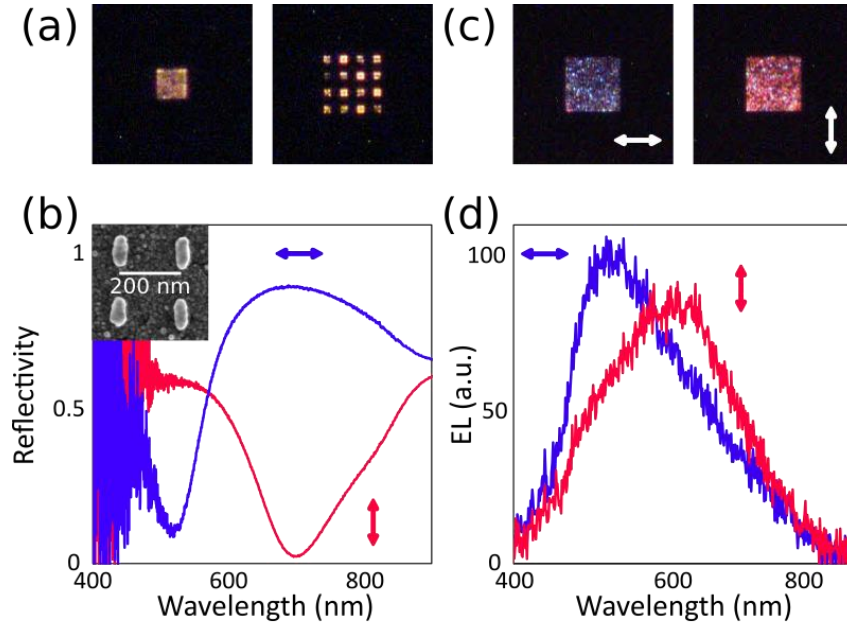 (a)
(c)
(b)
1
0.5
0
Reflectivity
200 nm
400
600
800
Wavelength (nm)
(d)
100
50
0
EL (a.u.)
400
600
800
Wavelength (nm)